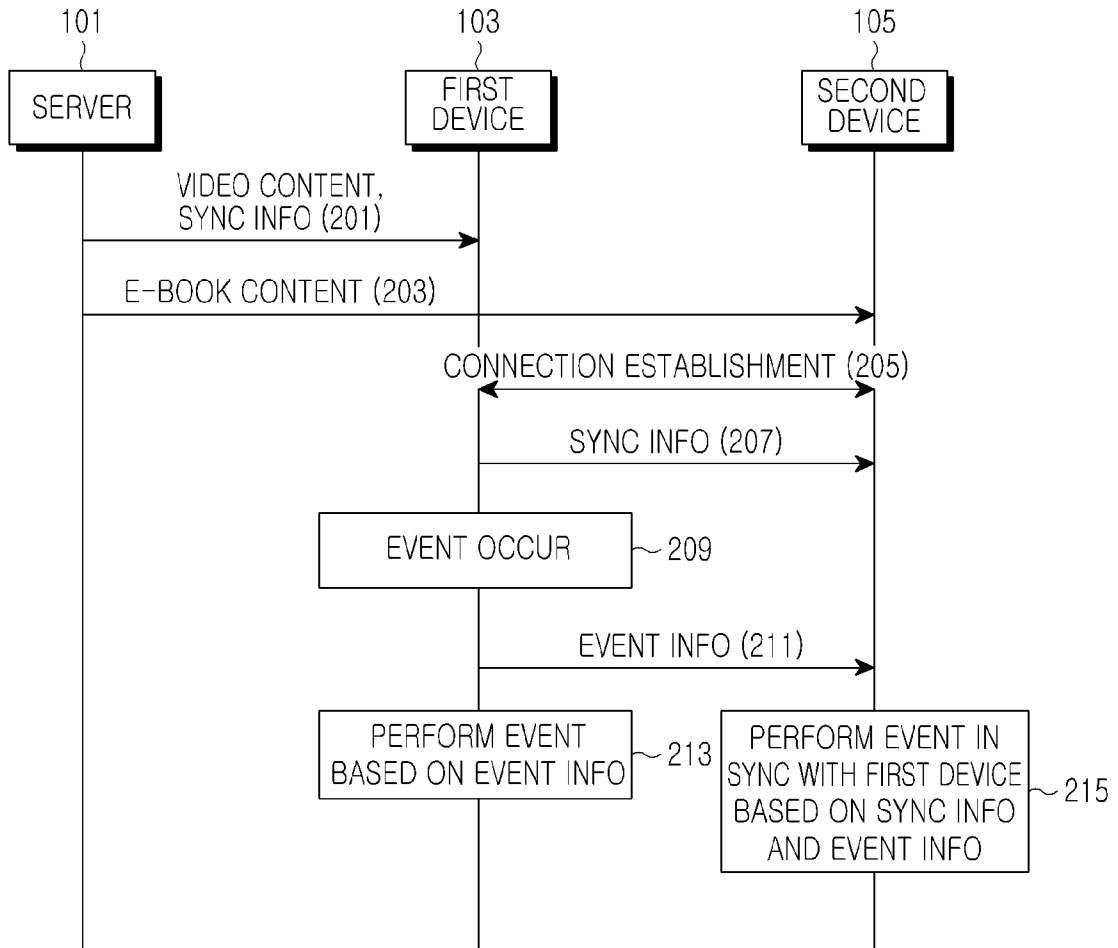 101
103
105
SERVER
FIRST
DEVICE
SECOND
DEVICE
VIDEO CONTENT,
SYNC INFO (201)
E-BOOK CONTENT (203)
CONNECTION ESTABLISHMENT (205)
SYNC INFO (207)
EVENT OCCUR
209
EVENT INFO (211)
PERFORM EVENT
BASED ON EVENT INFO
213
PERFORM EVENT IN
SYNC WITH FIRST DEVICE
BASED ON SYNC INFO
AND EVENT INFO
215